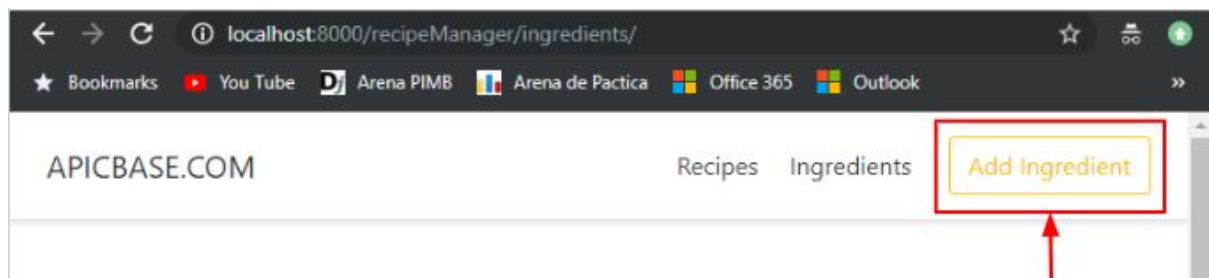 localhost:8000/recipeManager/ingredients/
Bookmarks You Tube Dj Arena PIMB Arena de Pactica Office 365 Outlook »
APICBASE.COM Recipes Ingredients Add Ingredient